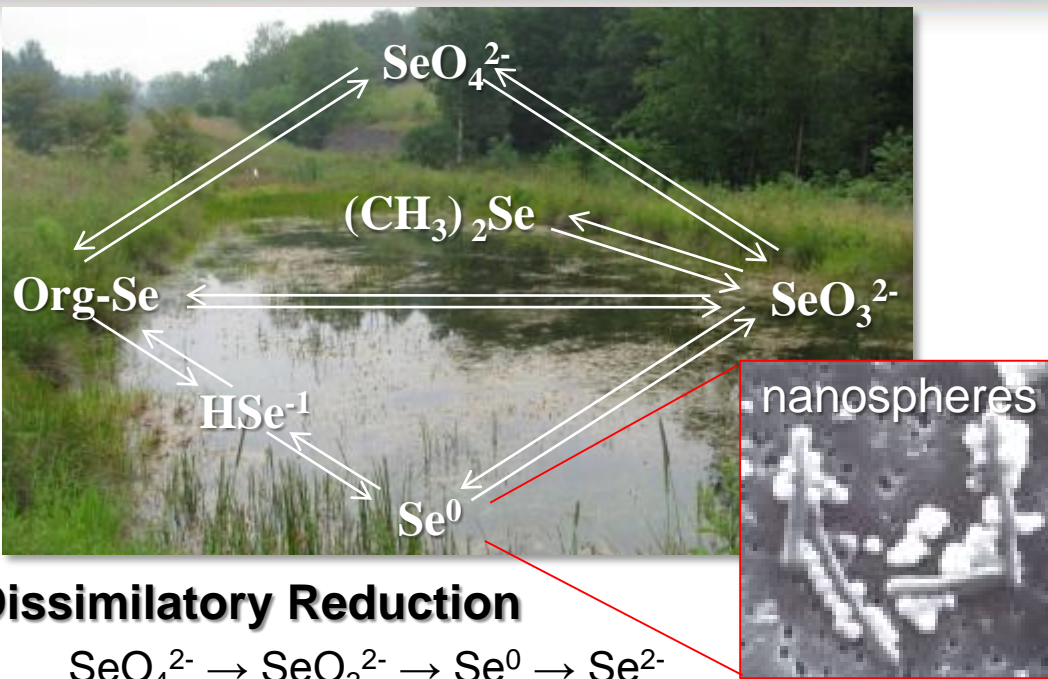 SeO₄²⁻
(CH₃) ₂Se
Org-Se
SeO₃²⁻
HSe⁻¹
nanospheres
Se⁰
Dissimilatory Reduction
SeO₄²⁻ → SeO₃²⁻ → Se⁰ → Se²⁻